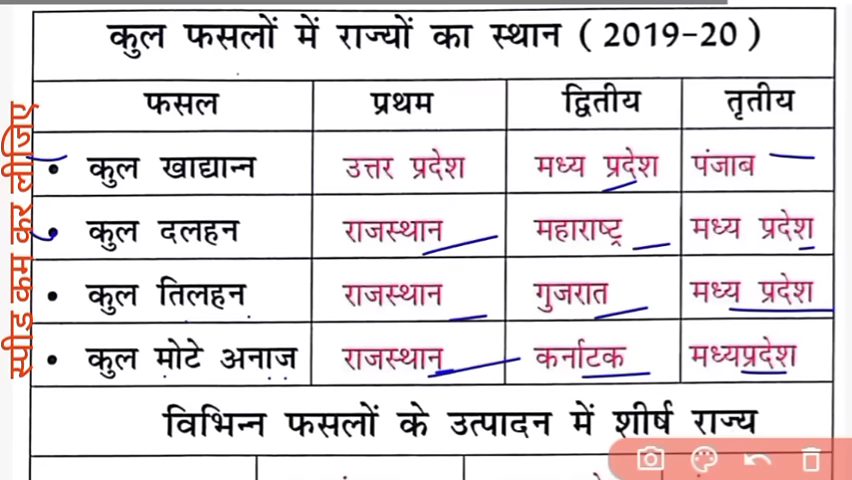 कुल फसलों में राज्यों का स्थान ( 2019-20 )
फसल प्रथम द्वितीय तृतीय
• कुल खाद्यान्न उत्तर प्रदेश मध्य प्रदेश पंजाब
• कुल दलहन राजस्थान महाराष्ट्र मध्य प्रदेश
• कुल तिलहन राजस्थान गुजरात मध्य प्रदेश
• कुल मोटे अनाज राजस्थान कर्नाटक मध्यप्रदेश
विभिन्न फसलों के उत्पादन में शीर्ष राज्य
स्पीड कम कर लीजिए